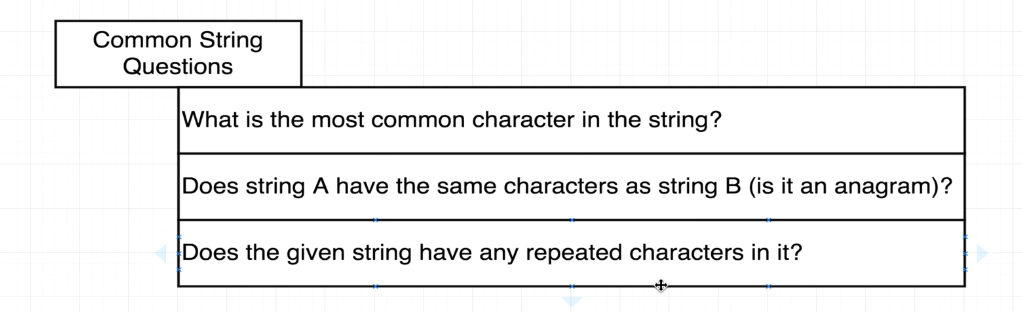 Common String
Questions
What is the most common character in the string?
Does string A have the same characters as string B (is it an anagram)?
Does the given string have any repeated characters in it?